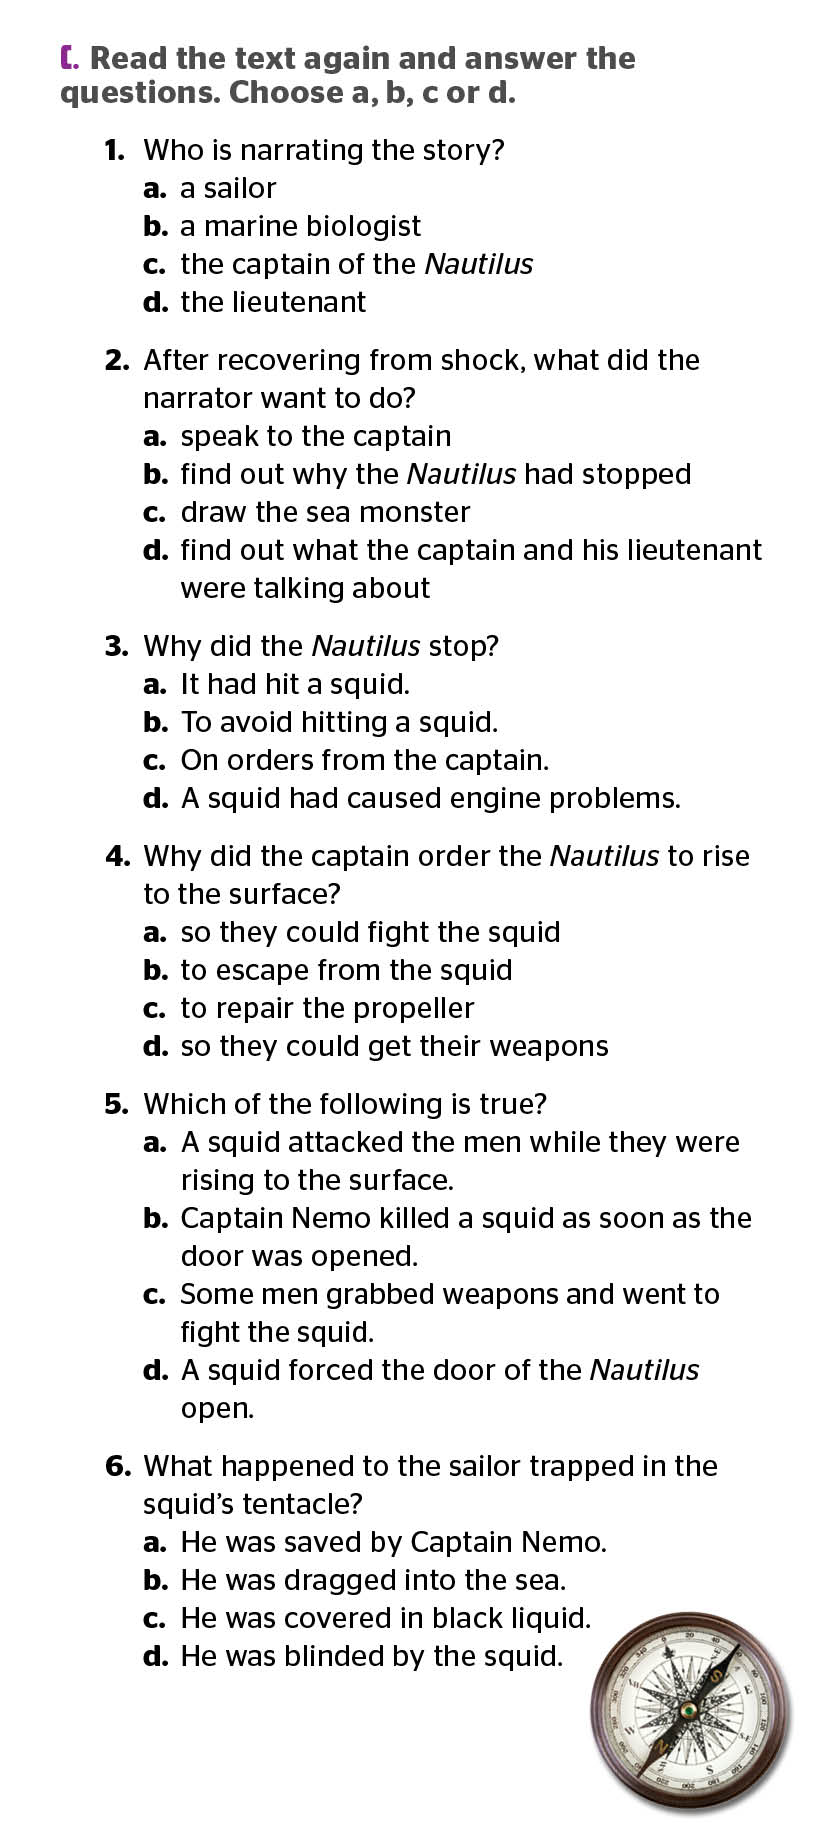 C. Read the text again and answer the
questions. Choose a, b, c or d.
1. Who is narrating the story?
a. a sailor
b. a marine biologist
c. the captain of the Nautilus
d. the lieutenant
2. After recovering from shock, what did the
narrator want to do?
a. speak to the captain
b. find out why the Nautilus had stopped
c. draw the sea monster
d. find out what the captain and his lieutenant
were talking about
3. Why did the Nautilus stop?
a. It had hit a squid.
b. To avoid hitting a squid.
c. On orders from the captain.
d. A squid had caused engine problems.
4. Why did the captain order the Nautilus to rise
to the surface?
a. so they could fight the squid
b. to escape from the squid
c. to repair the propeller
d. so they could get their weapons
5. Which of the following is true?
a. A squid attacked the men while they were
rising to the surface.
b. Captain Nemo killed a squid as soon as the
door was opened.
c. Some men grabbed weapons and went to
fight the squid.
d. A squid forced the door of the Nautilus
open.
6. What happened to the sailor trapped in the
squid's tentacle?
a. He was saved by Captain Nemo.
b. He was dragged into the sea.
c. He was covered in black liquid.
d. He was blinded by the squid.